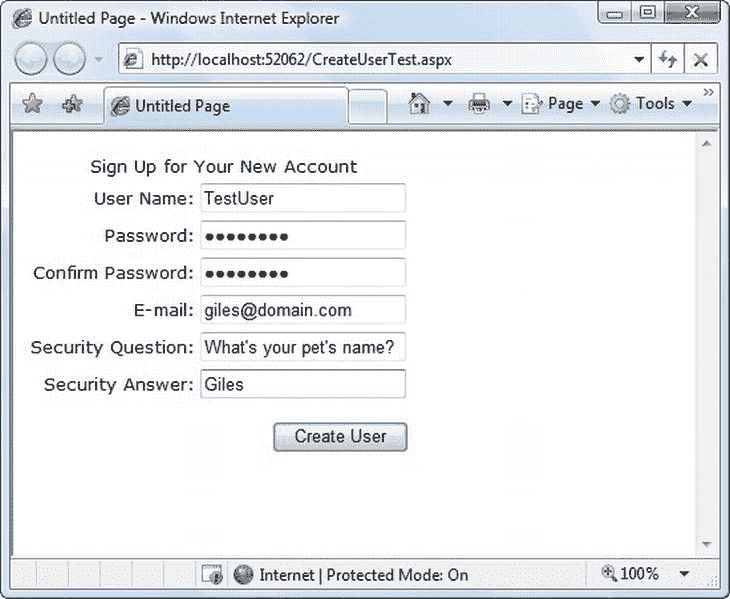 Untitled Page - Windows Internet Explorer
http://localhost:52062/CreateUserTest.aspx
Untitled Page
Page
Tools
Sign Up for Your New Account
User Name: TestUser
Password: ●●●●●●●●
Confirm Password: ●●●●●●●●
E-mail: giles@domain.com
Security Question: What's your pet's name?
Security Answer: Giles
Create User
Internet | Protected Mode: On
100%